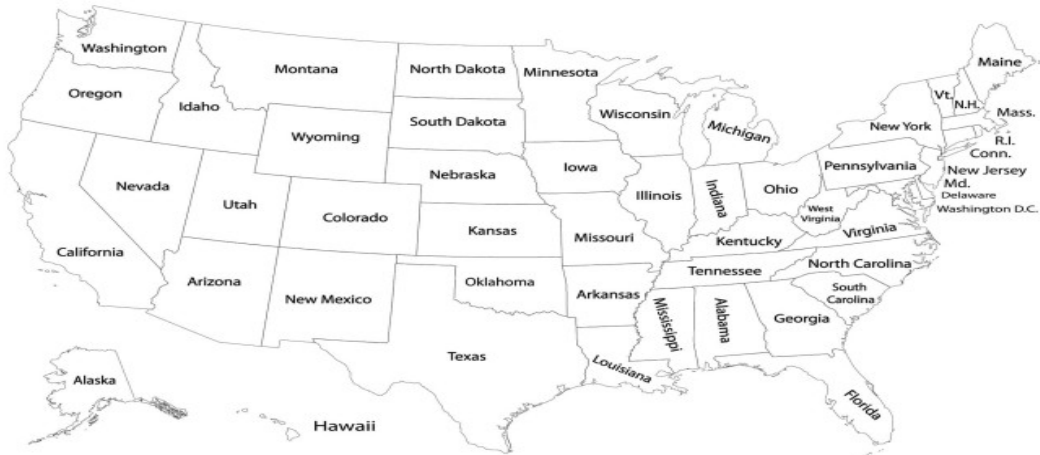 Washington
Montana
North Dakota
Minnesota
Maine
Oregon
Idaho
Wyoming
South Dakota
Wisconsin
Michigan
Vt.
N.H.
Mass.
New York
R.I.
Conn.
Nevada
Utah
Colorado
Nebraska
Iowa
Illinois
Indiana
Ohio
Pennsylvania
New Jersey
Md.
Delaware
Washington D.C.
West
Virginia
Virginia
California
Kansas
Missouri
Kentucky
Arizona
New Mexico
Oklahoma
Arkansas
Tennessee
North Carolina
South
Carolina
Mississippi
Alabama
Georgia
Texas
Louisiana
Florida
Alaska
Hawaii